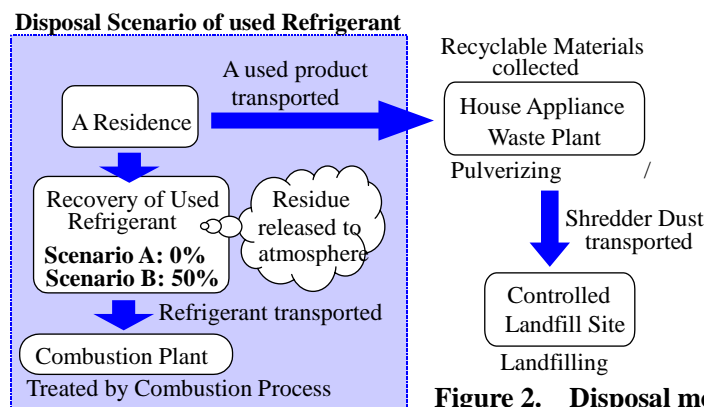 Disposal Scenario of used Refrigerant
A used product
transported
A Residence
Recovery of Used
Refrigerant
Scenario A: 0%
Scenario B: 50%
Residue
released to
atmosphere
Refrigerant transported
Combustion Plant
Treated by Combustion Process
Recyclable Materials
collected
House Appliance
Waste Plant
Pulverizing /
Shredder Dust
transported
Controlled
Landfill Site
Landfilling
Figure 2. Disposal